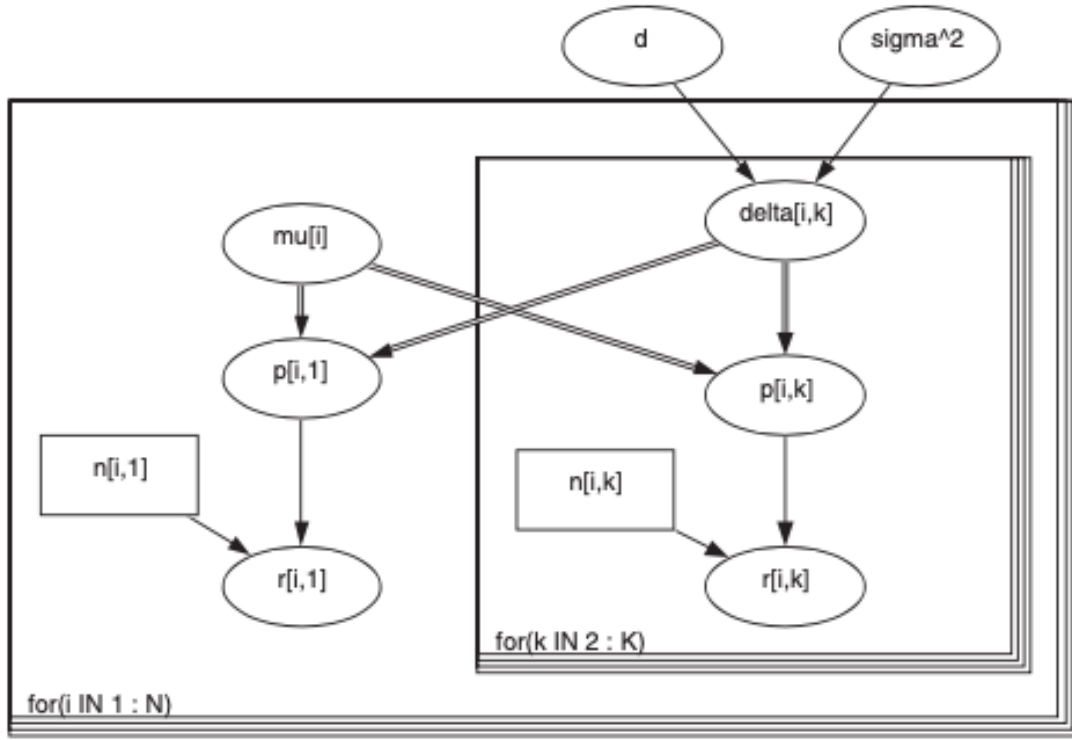 d
sigma^2
delta[i,k]
mu[i]
p[i,1]
p[i,k]
n[i,1]
n[i,k]
r[i,1]
r[i,k]
for(k IN 2 : K)
for(i IN 1 : N)